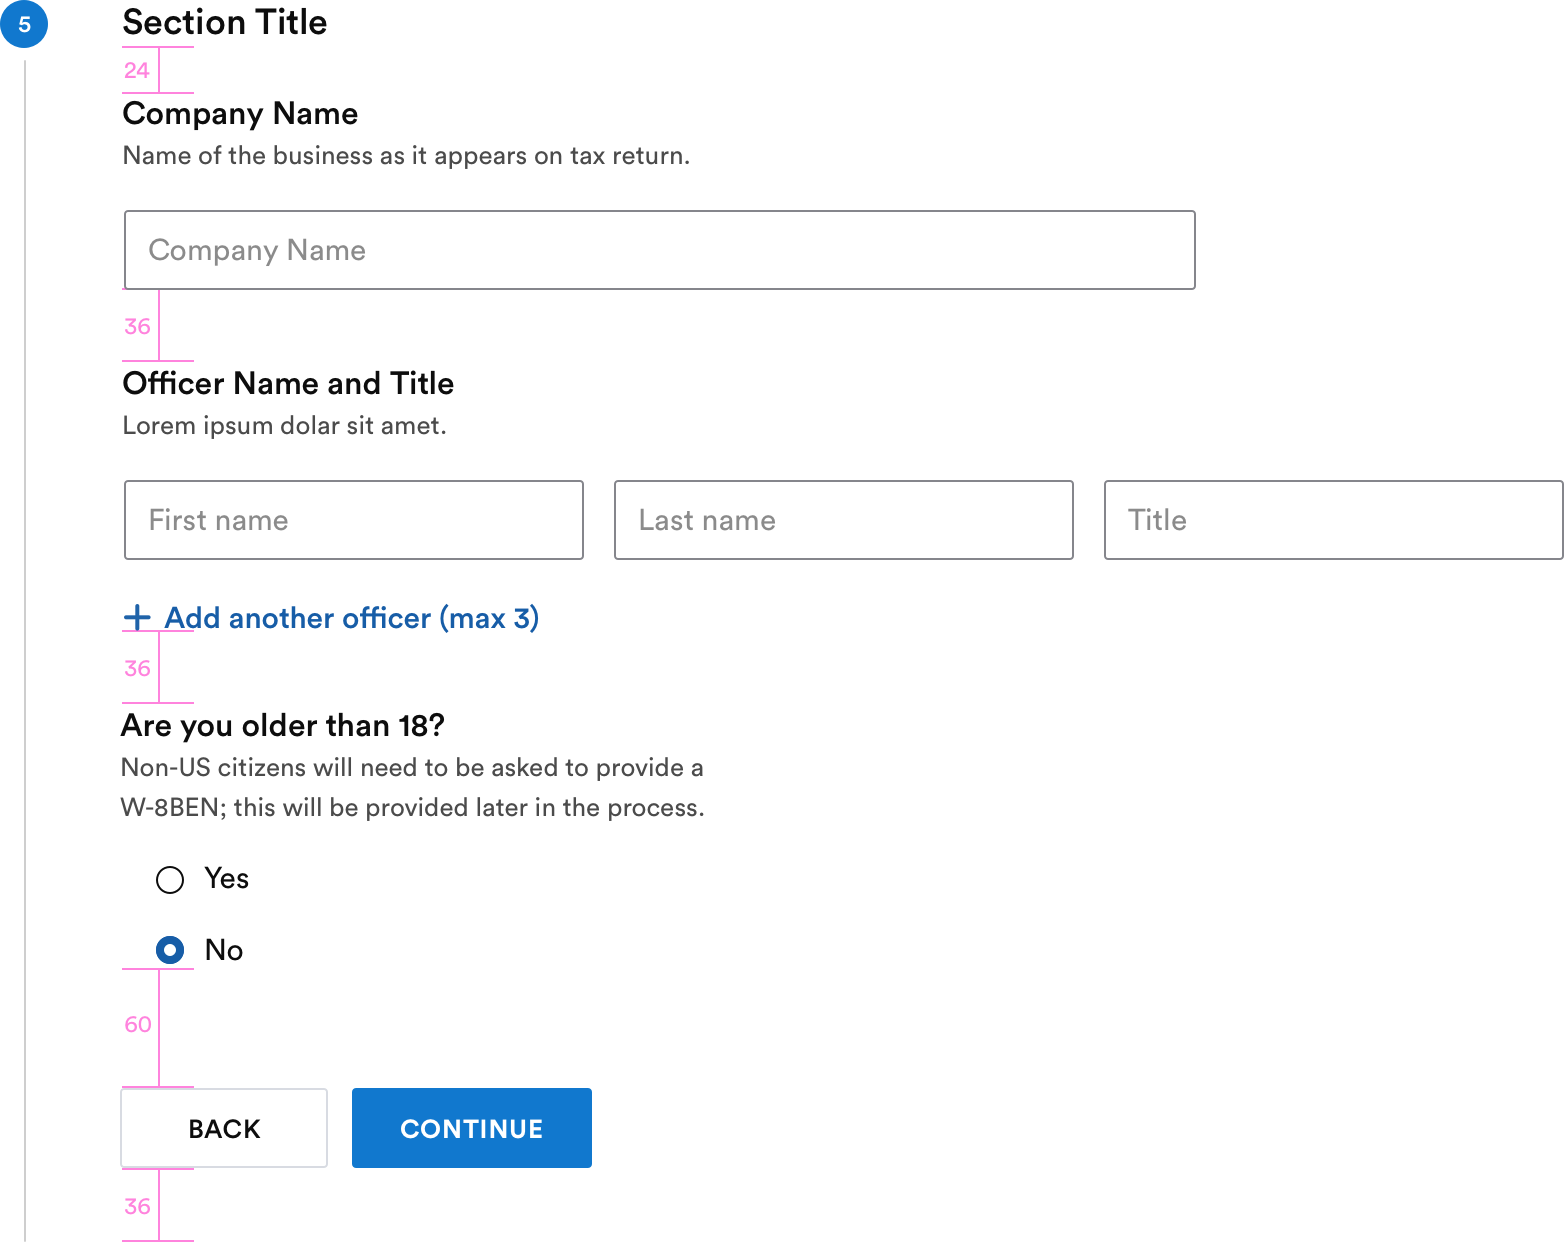 5
Section Title
24
Company Name
Name of the business as it appears on tax return.
Company Name
36
Officer Name and Title
Lorem ipsum dolar sit amet.
First name
Last name
Title
+ Add another officer (max 3)
36
Are you older than 18?
Non-US citizens will need to be asked to provide a
W-8BEN; this will be provided later in the process.
Yes
No
60
BACK
CONTINUE
36